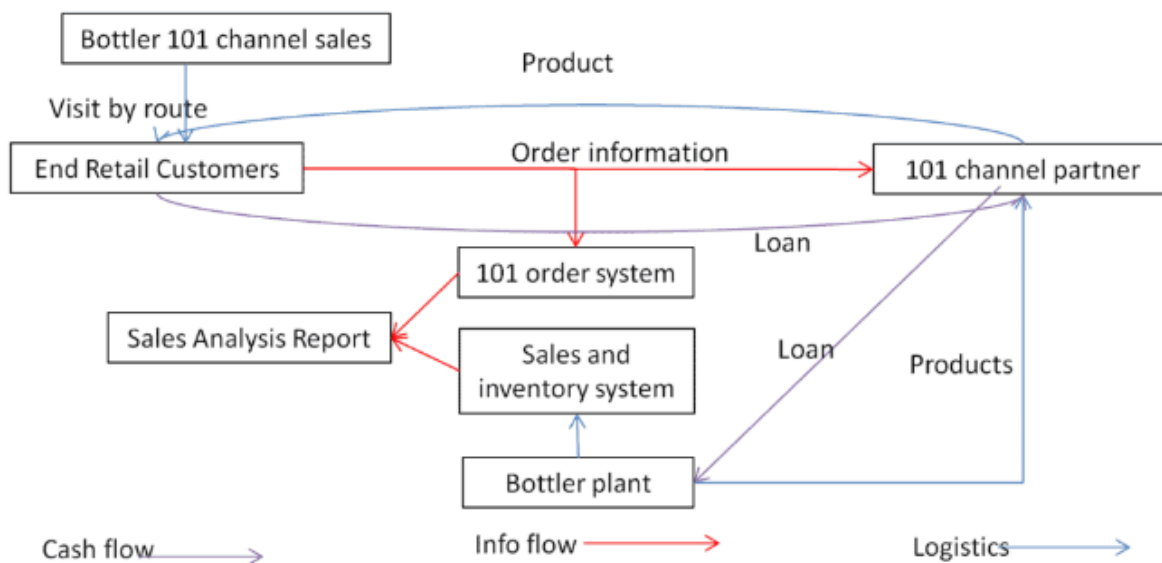 Bottler 101 channel sales
Product
Visit by route
End Retail Customers
Order information
101 channel partner
Loan
101 order system
Sales Analysis Report
Loan
Sales and
inventory system
Products
Bottler plant
Cash flow
Info flow
Logistics